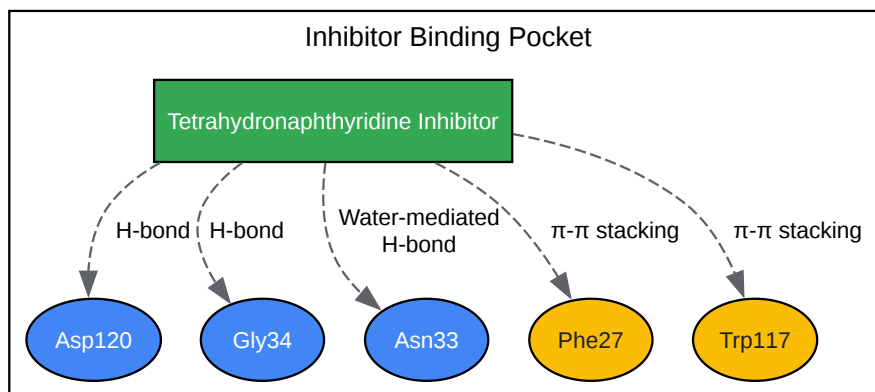 Inhibitor Binding Pocket
Tetrahydronaphthyridine Inhibitor
H-bond
H-bond
Water-mediated
H-bond
π-π stacking
π-π stacking
Asp120
Gly34
Asn33
Phe27
Trp117